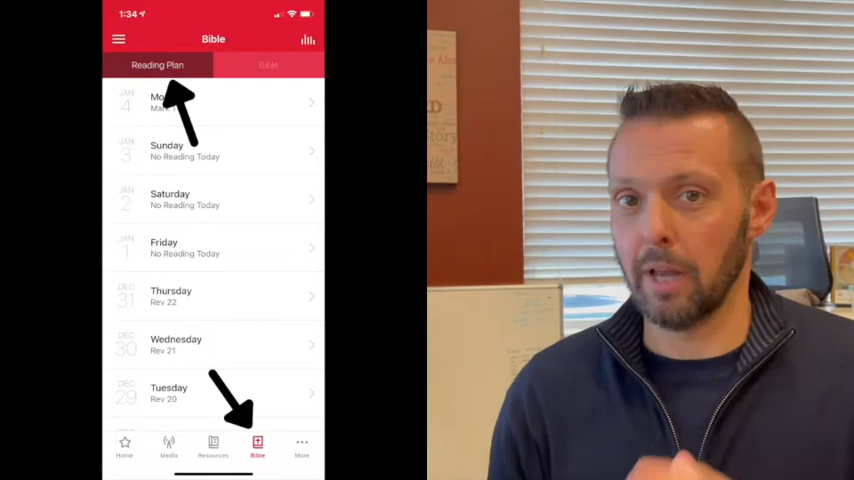 1:34
Bible
Reading Plan
Bible
JAN
4
JAN
3
Sunday
No Reading Today
JAN
2
Saturday
No Reading Today
JAN
1
Friday
No Reading Today
DEC
31
Thursday
Rev 22
DEC
30
Wednesday
Rev 21
DEC
29
Tuesday
Rev 20
Home
Media
Resources
Bible
More
Story